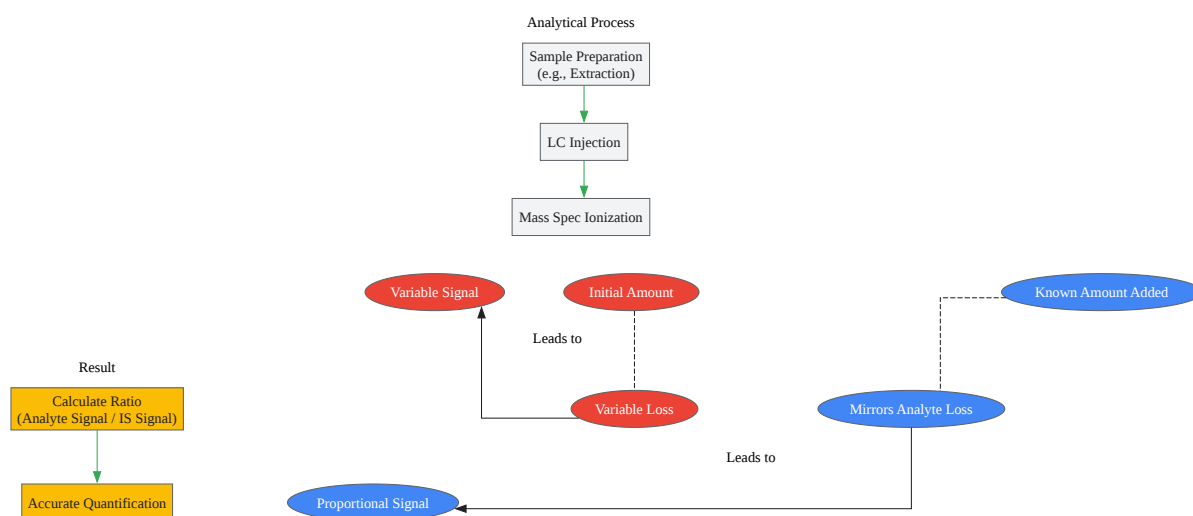 Analytical Process
Sample Preparation
(e.g., Extraction)
LC Injection
Mass Spec Ionization
Variable Signal
Initial Amount
Known Amount Added
Leads to
Result
Calculate Ratio
(Analyte Signal / IS Signal)
Variable Loss
Mirrors Analyte Loss
Leads to
Accurate Quantification
Proportional Signal